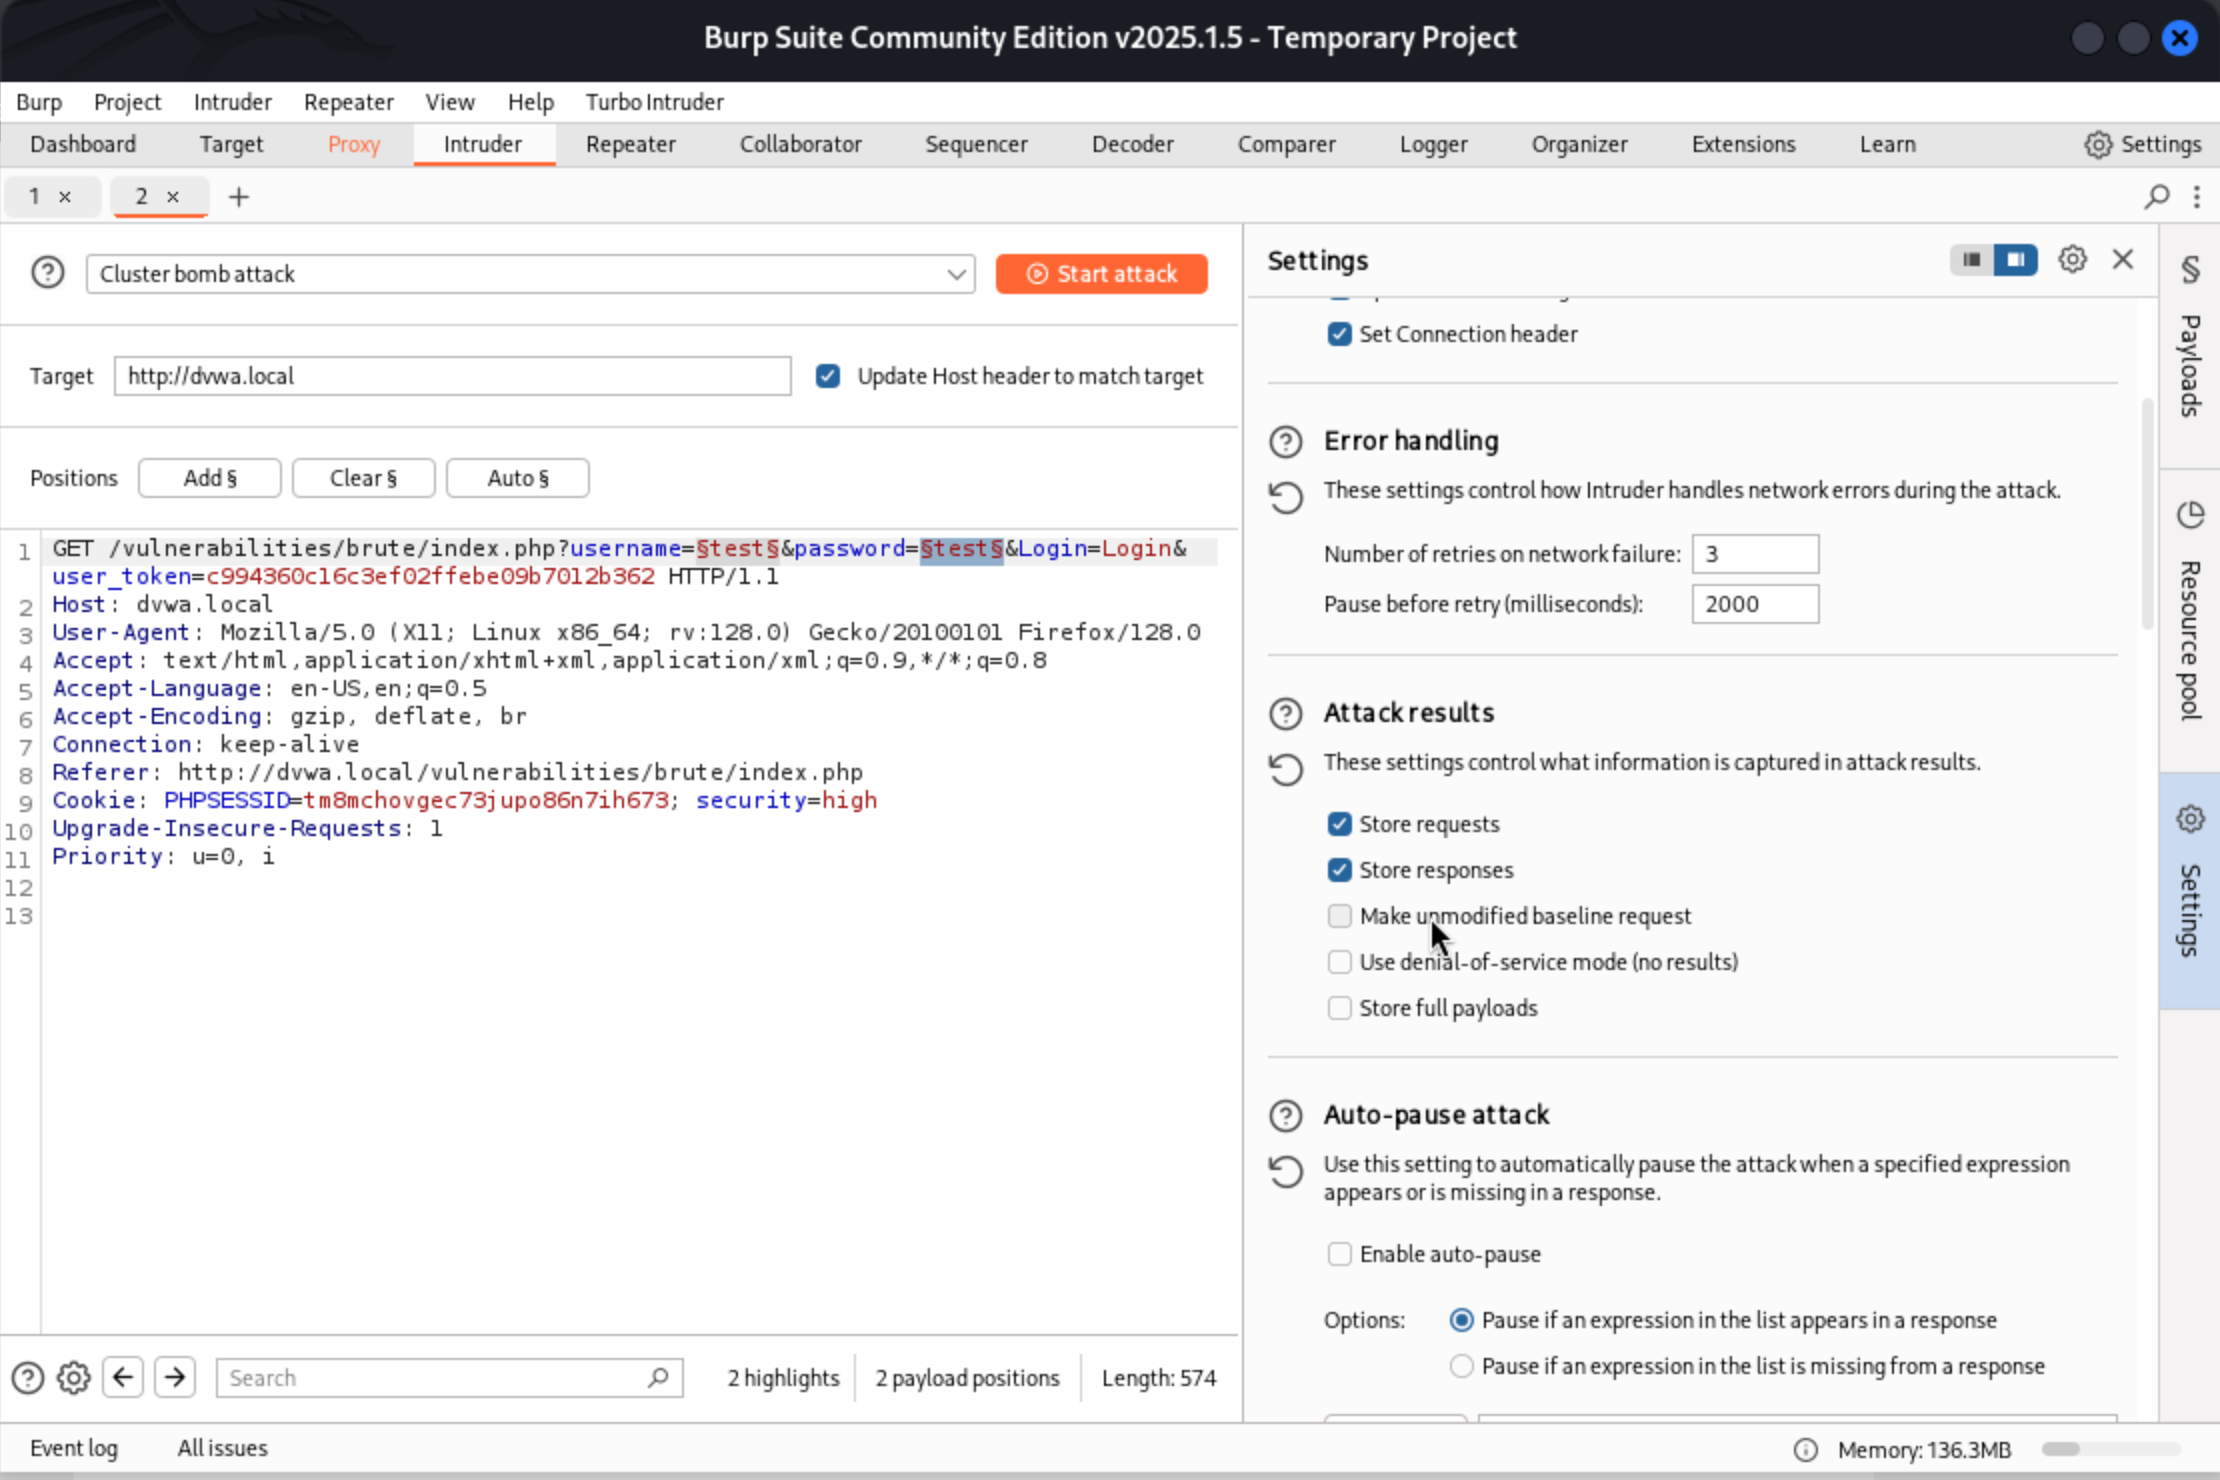 Burp Suite Community Edition v2025.1.5 - Temporary Project
Burp Project Intruder Repeater View Help Turbo Intruder
Dashboard Target Proxy Intruder Repeater Collaborator Sequencer Decoder Comparer Logger Organizer Extensions Learn Settings
1 × 2 × +
Cluster bomb attack
Start attack
Target http://dvwa.local Update Host header to match target
Positions Add § Clear § Auto §
1 GET /vulnerabilities/brute/index.php?username=§test§&password=§test§&Login=Login&
user_token=c994360c16c3ef02ffebe09b7012b362 HTTP/1.1
2 Host: dvwa.local
3 User-Agent: Mozilla/5.0 (X11; Linux x86_64; rv:128.0) Gecko/20100101 Firefox/128.0
4 Accept: text/html,application/xhtml+xml,application/xml;q=0.9,*/*;q=0.8
5 Accept-Language: en-US,en;q=0.5
6 Accept-Encoding: gzip, deflate, br
7 Connection: keep-alive
8 Referer: http://dvwa.local/vulnerabilities/brute/index.php
9 Cookie: PHPSESSID=tm8mchovgec73jupo86n7ih673; security=high
10 Upgrade-Insecure-Requests: 1
11 Priority: u=0, i
12
13
Search
2 highlights 2 payload positions Length: 574
Settings
Set Connection header
Error handling
These settings control how Intruder handles network errors during the attack.
Number of retries on network failure: 3
Pause before retry (milliseconds): 2000
Attack results
These settings control what information is captured in attack results.
Store requests
Store responses
Make unmodified baseline request
Use denial-of-service mode (no results)
Store full payloads
Auto-pause attack
Use this setting to automatically pause the attack when a specified expression
appears or is missing in a response.
Enable auto-pause
Options: Pause if an expression in the list appears in a response
Pause if an expression in the list is missing from a response
§ Payloads
Resource pool
Settings
Event log All issues
Memory: 136.3MB